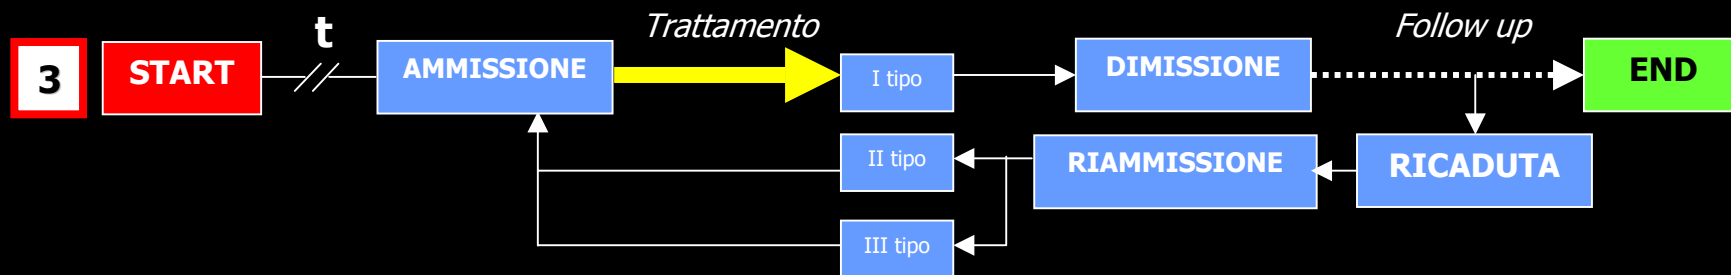 3
START
t
AMMISSIONE
Trattamento
I tipo
DIMISSIONE
Follow up
END
II tipo
RIAMMISSIONE
RICADUTA
III tipo